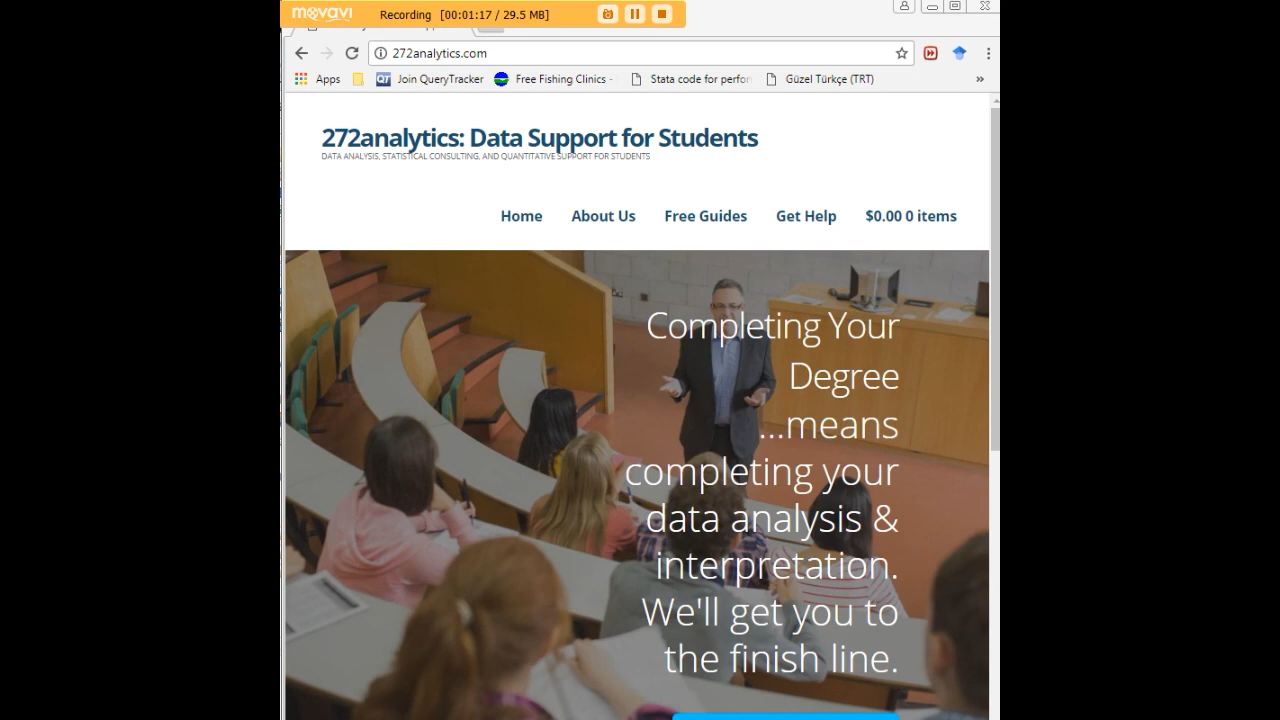 movavi Recording [00:01:17 / 29.5 MB]
272analytics.com
Apps Join QueryTracker Free Fishing Clinics - Stata code for perfor Güzel Türkçe (TRT) »
272analytics: Data Support for Students
DATA ANALYSIS, STATISTICAL CONSULTING, AND QUANTITATIVE SUPPORT FOR STUDENTS
Home About Us Free Guides Get Help $0.00 0 items
Completing Your
Degree
...means
completing your
data analysis &
interpretation.
We'll get you to
the finish line.